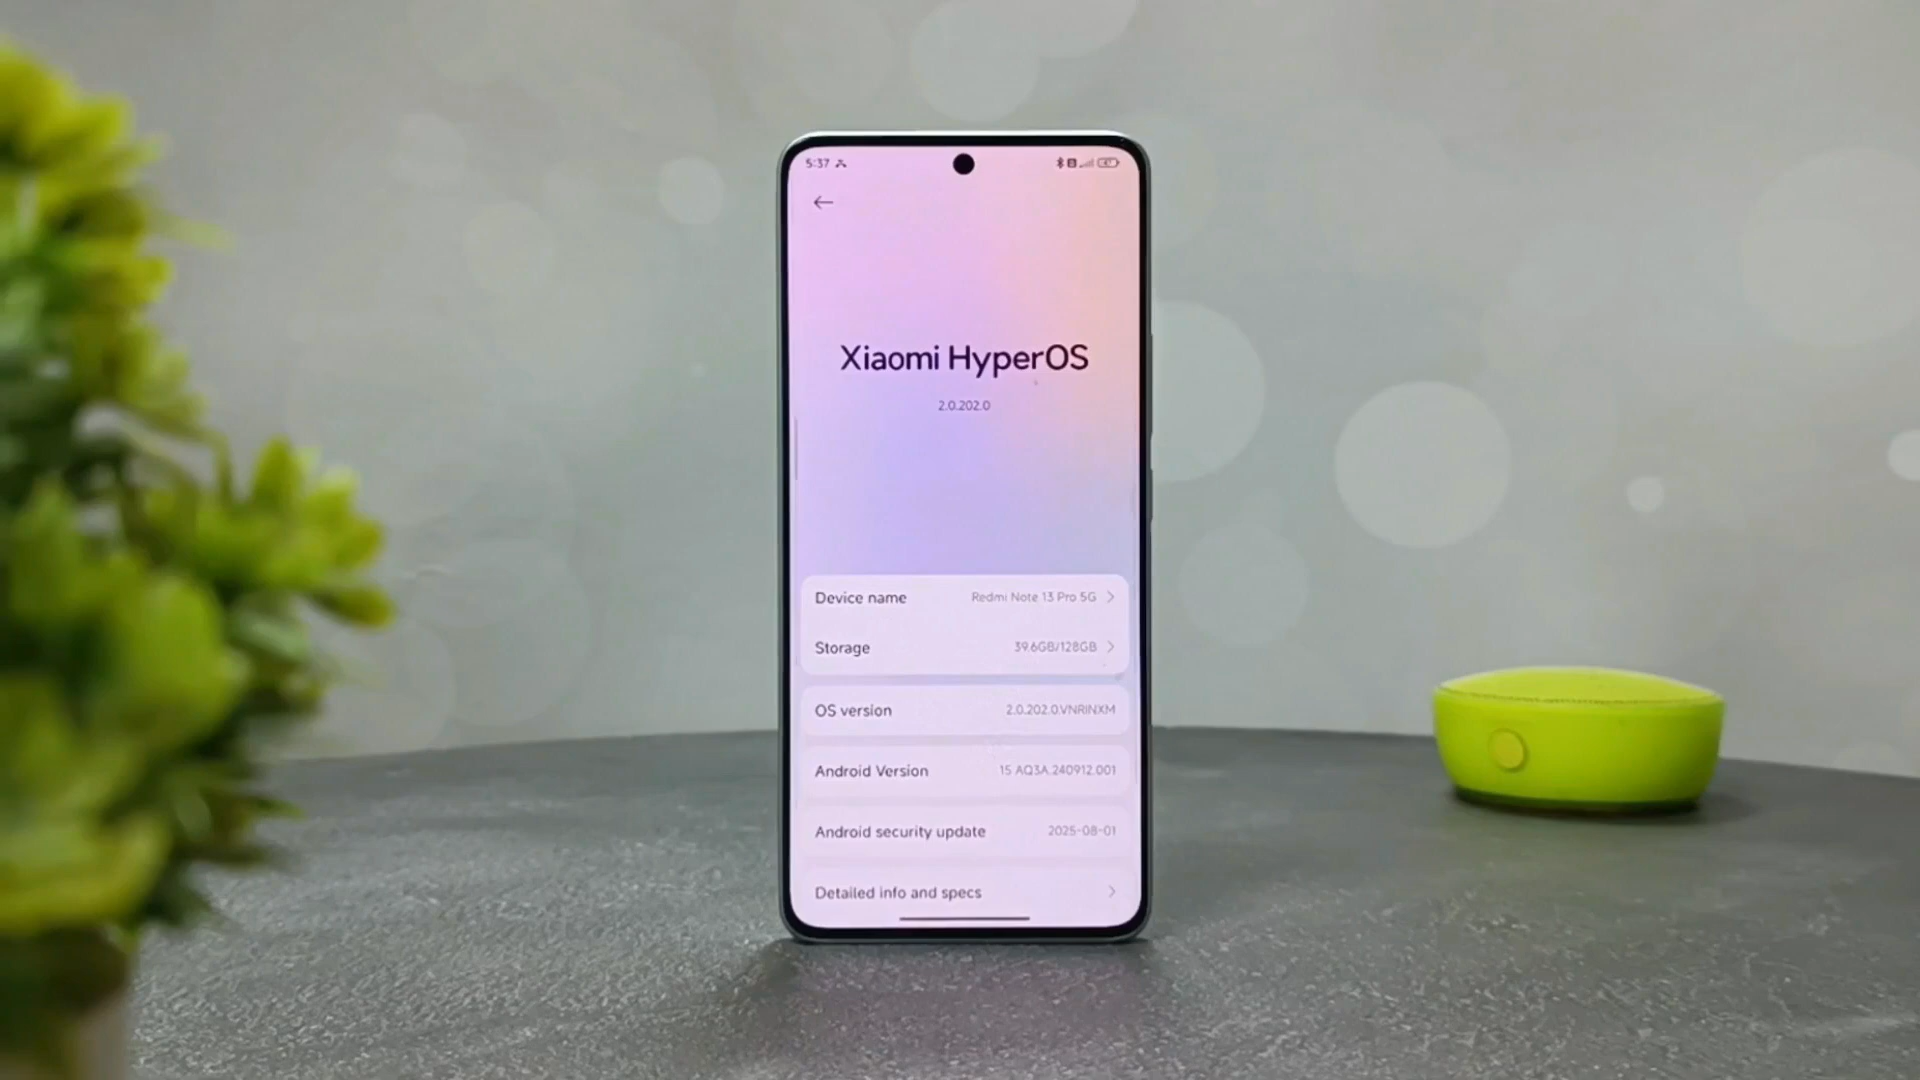 5:37
Xiaomi HyperOS
2.0.202.0
Device name Redmi Note 13 Pro 5G
Storage 39.6GB/128GB
OS version 2.0.202.0.VNRINXM
Android Version 15 AQ3A.240912.001
Android security update 2025-08-01
Detailed info and specs